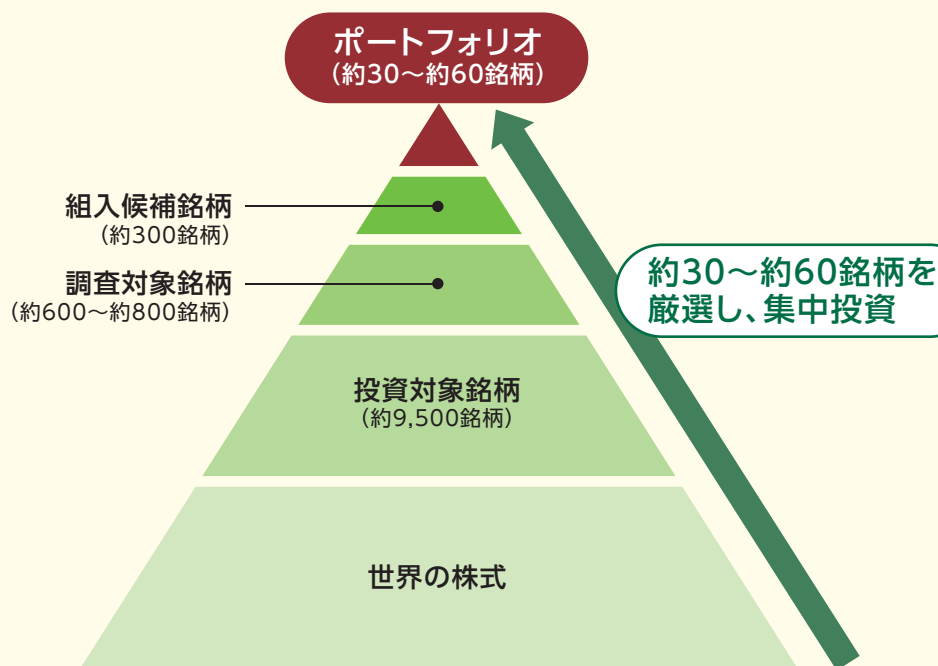 ポートフォリオ
（約30〜約60銘柄）
組入候補銘柄
（約300銘柄）
調査対象銘柄
（約600〜約800銘柄）
約30〜約60銘柄を
厳選し、集中投資
投資対象銘柄
（約9,500銘柄）
世界の株式